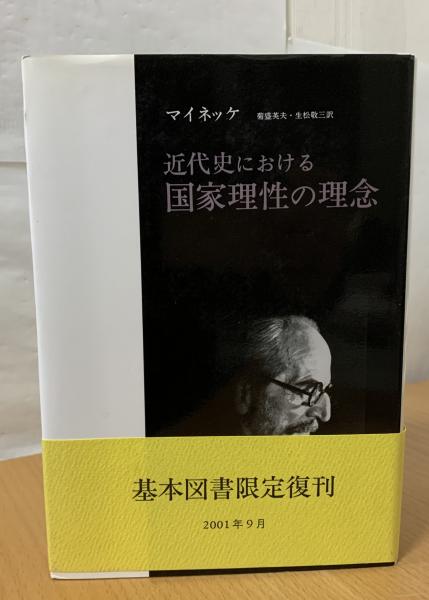 マイネッケ 菊盛英夫・生松敬三訳
近代史における
国家理性の理念
基本図書限定復刊
2001年9月